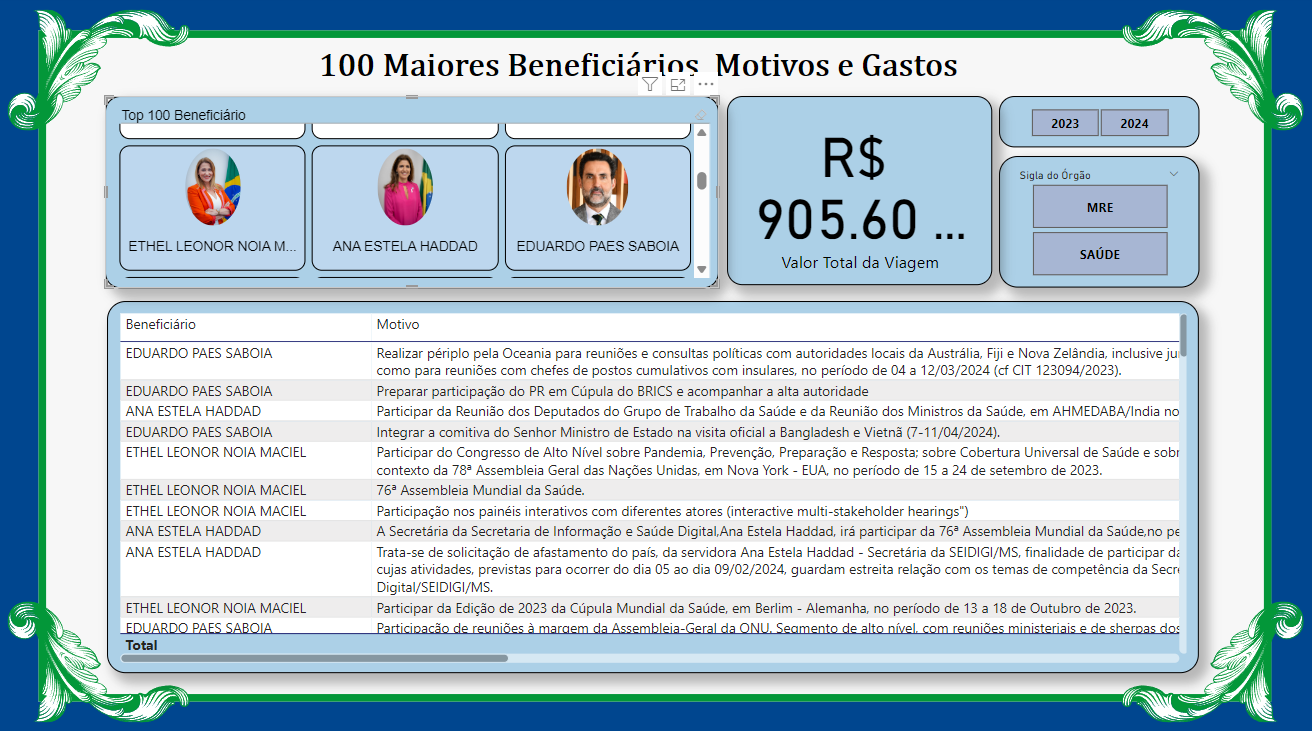 100 Maiores Beneficiários, Motivos e Gastos
Top 100 Beneficiário
ETHEL LEONOR NOIA M...
ANA ESTELA HADDAD
EDUARDO PAES SABOIA
R$
905.60 ...
Valor Total da Viagem
2023 2024
Sigla do Órgão
MRE
SAÚDE
Beneficiário Motivo
EDUARDO PAES SABOIA Realizar périplo pela Oceania para reuniões e consultas políticas com autoridades locais da Austrália, Fiji e Nova Zelândia, inclusive
como para reuniões com chefes de postos cumulativos com insulares, no período de 04 a 12/03/2024 (cf CIT 123094/2023).
EDUARDO PAES SABOIA Preparar participação do PR em Cúpula do BRICS e acompanhar a alta autoridade
ANA ESTELA HADDAD Participar da Reunião dos Deputados do Grupo de Trabalho da Saúde e da Reunião dos Ministros da Saúde, em AHMEDABA/India no
EDUARDO PAES SABOIA Integrar a comitiva do Senhor Ministro de Estado na visita oficial a Bangladesh e Vietnã (7-11/04/2024).
ETHEL LEONOR NOIA MACIEL Participar do Congresso de Alto Nível sobre Pandemia, Prevenção, Preparação e Resposta; sobre Cobertura Universal de Saúde e
contexto da 78ª Assembleia Geral das Nações Unidas, em Nova York - EUA, no período de 15 a 24 de setembro de 2023.
ETHEL LEONOR NOIA MACIEL 76ª Assembleia Mundial da Saúde.
ETHEL LEONOR NOIA MACIEL Participação nos painéis interativos com diferentes atores (interactive multi-stakeholder hearings")
ANA ESTELA HADDAD A Secretária da Secretaria de Informação e Saúde Digital,Ana Estela Haddad, irá participar da 76ª Assembleia Mundial da Saúde,no
ANA ESTELA HADDAD Trata-se de solicitação de afastamento do país, da servidora Ana Estela Haddad - Secretária da SEIDIGI/MS, finalidade de participar
cujas atividades, previstas para ocorrer do dia 05 ao dia 09/02/2024, guardam estreita relação com os temas de competência da
Digital/SEIDIGI/MS.
ETHEL LEONOR NOIA MACIEL Participar da Edição de 2023 da Cúpula Mundial da Saúde, em Berlim - Alemanha, no período de 13 a 18 de Outubro de 2023.
EDUARDO PAES SABOIA Participação de reuniões à margem da Assembleia-Geral da ONU. Segmento de alto nível, com reuniões ministeriais e de sherpas dos
Total